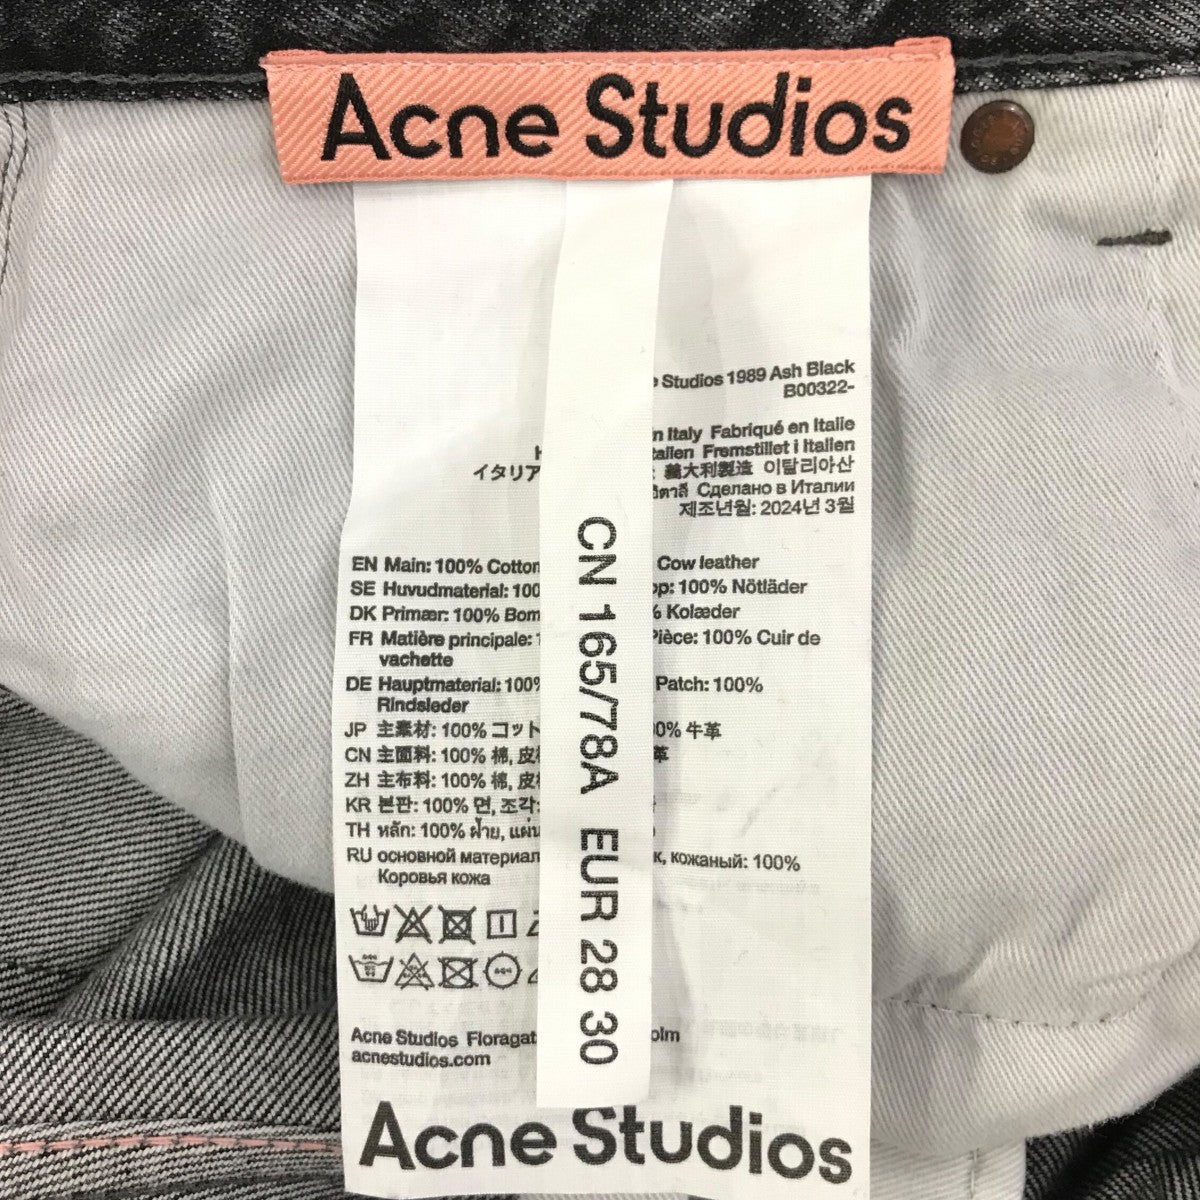 Acne Studios
Studios 1989 Ash Black
B00322-
Italy Fabriqué en Italie
Fremstillet i Italien
イタリア 義大利製造 이탈리아산
Сделано в Италии
제조년월: 2024년 3월
EN Main: 100% Cotton Cow leather
SE Huvudmaterial: 100 100% Nötläder
DK Primær: 100% Kolæder
FR Matière principale: Pièce: 100% Cuir de
vachette
DE Hauptmaterial: 100% Patch: 100%
Rindsleder
JP 主素材: 100% コット 牛革
CN 主面料: 100% 棉, 皮 革
ZH 主布料: 100% 棉, 皮
KR 본판: 100% 면, 조각:
TH หลัก: 100% ฝ้าย,
RU основной материал кожаный: 100%
Коровья кожа
CN 165/78A EUR 28 30
Acne Studios
acnestudios.com
Acne Studios